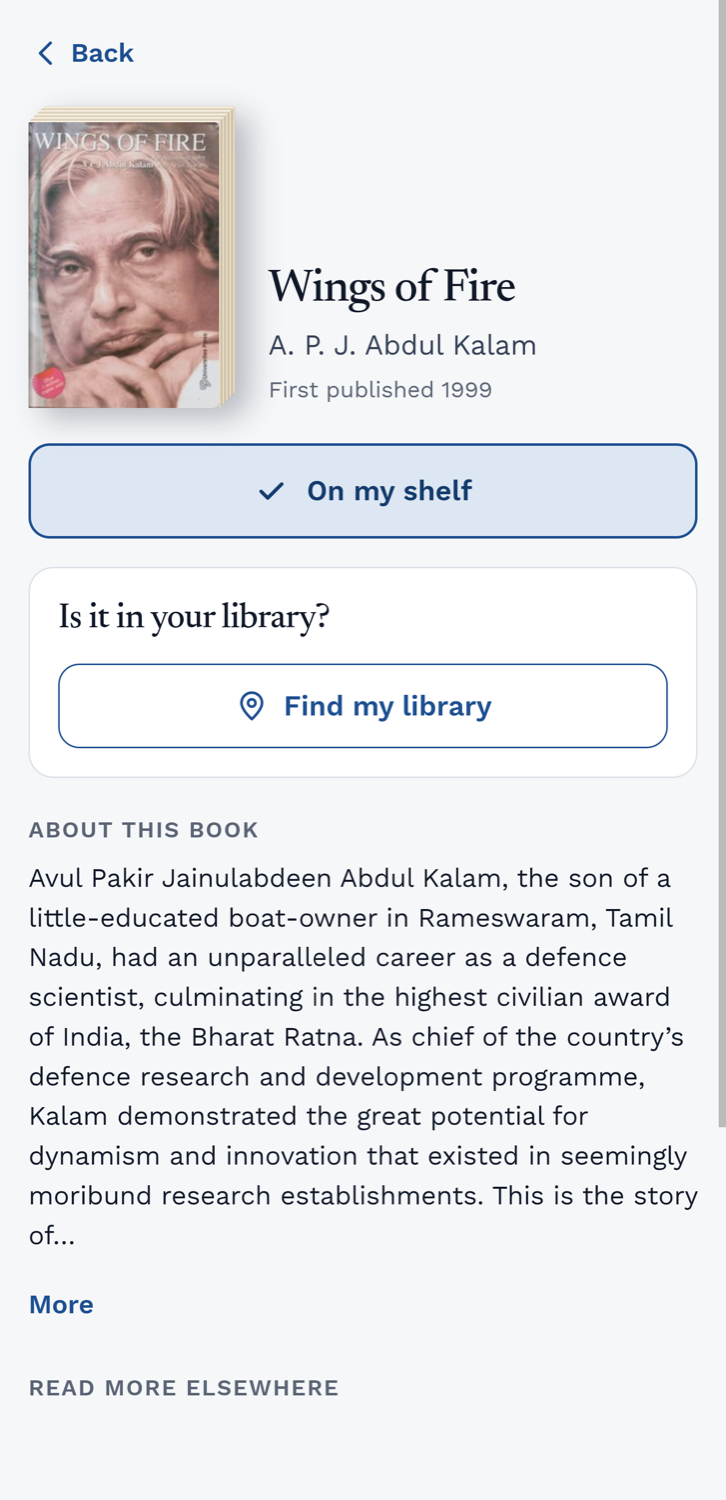 Back
WINGS OF FIRE
A P J Abdul Kalam
Wings of Fire
A. P. J. Abdul Kalam
First published 1999
On my shelf
Is it in your library?
Find my library
ABOUT THIS BOOK
Avul Pakir Jainulabdeen Abdul Kalam, the son of a
little-educated boat-owner in Rameswaram, Tamil
Nadu, had an unparalleled career as a defence
scientist, culminating in the highest civilian award
of India, the Bharat Ratna. As chief of the country’s
defence research and development programme,
Kalam demonstrated the great potential for
dynamism and innovation that existed in seemingly
moribund research establishments. This is the story
of...
More
READ MORE ELSEWHERE